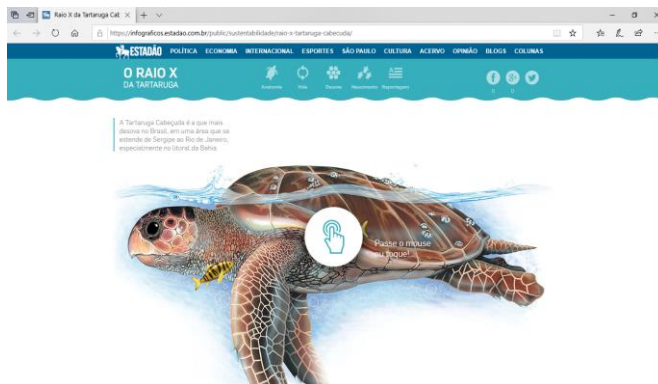 Raio X da Tartaruga Cab
https://infograficos.estadao.com.br/public/sustentabilidade/raio-x-tartaruga-cabecuda/
ESTADÃO POLÍTICA ECONOMIA INTERNACIONAL ESPORTES SÃO PAULO CULTURA ACERVO OPINIÃO BLOGS COLUNAS
O RAIO X
DA TARTARUGA
Anatomia Vida Desova Nascimento Reportagens
A Tartaruga Cabeçuda é a que mais
desova no Brasil, em uma área que se
estende de Sergipe ao Rio de Janeiro,
especialmente no litoral da Bahia
Passe o mouse
ou toque!